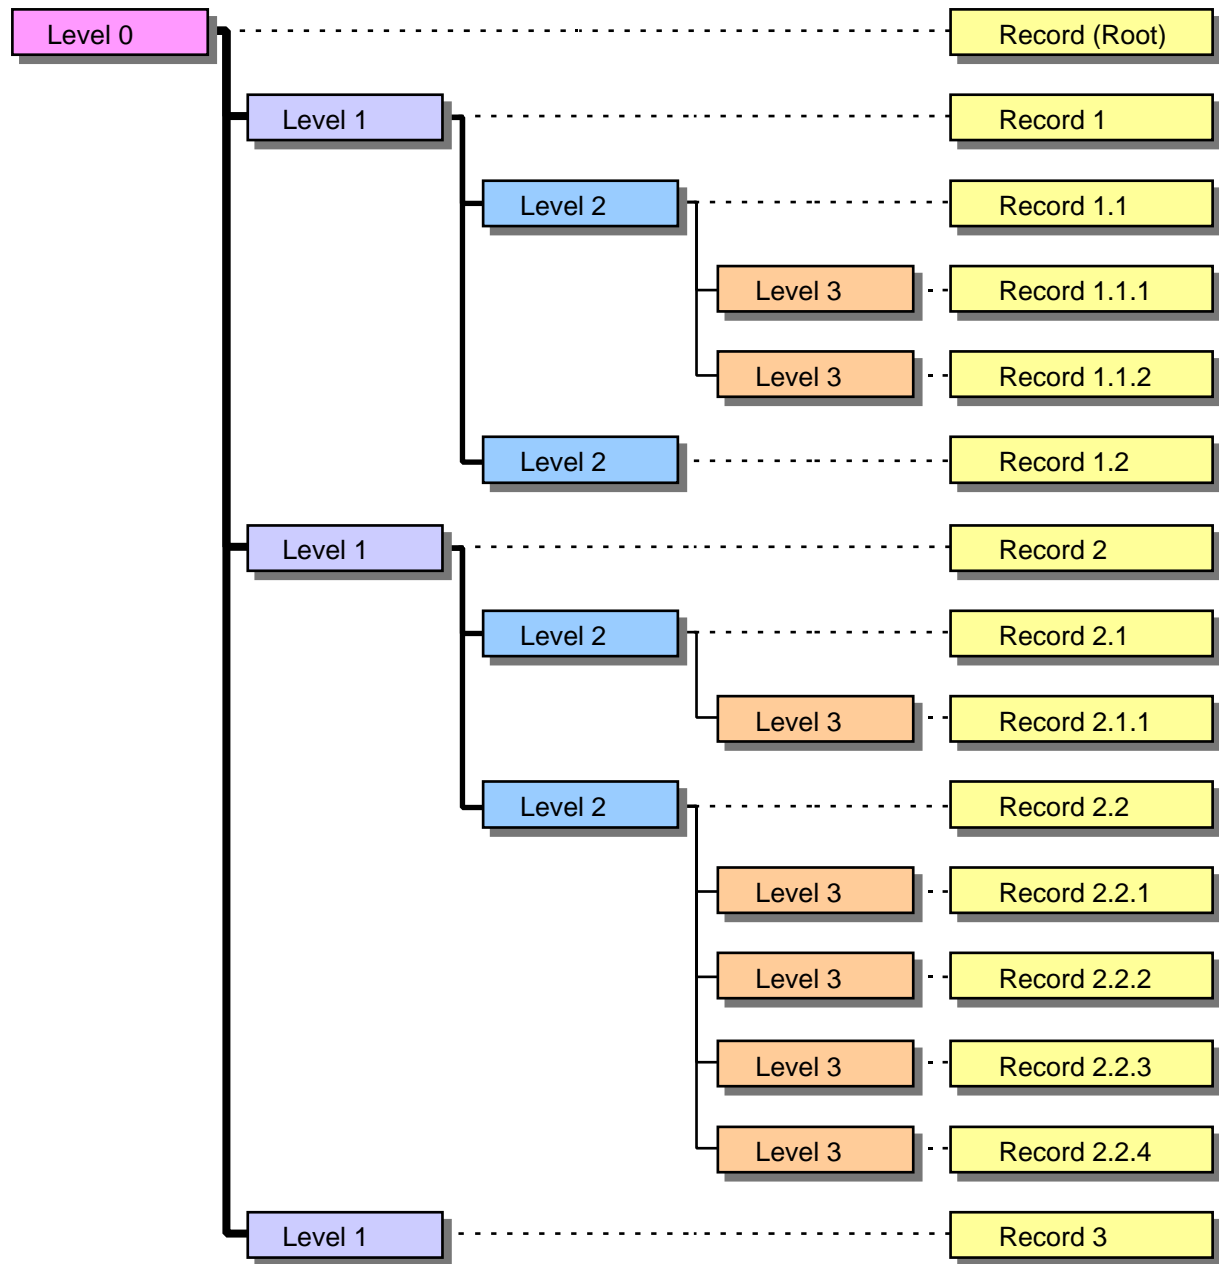 Level 0 Record (Root)
Level 1 Record 1
Level 2 Record 1.1
Level 3 Record 1.1.1
Level 3 Record 1.1.2
Level 2 Record 1.2
Level 1 Record 2
Level 2 Record 2.1
Level 3 Record 2.1.1
Level 2 Record 2.2
Level 3 Record 2.2.1
Level 3 Record 2.2.2
Level 3 Record 2.2.3
Level 3 Record 2.2.4
Level 1 Record 3